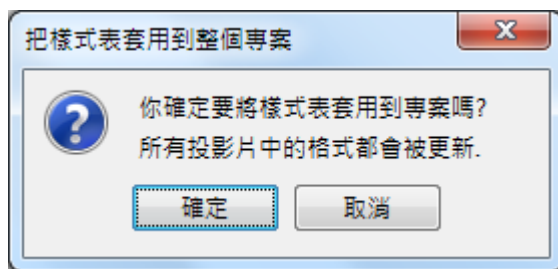 把樣式表套用到整個專案
你確定要將樣式表套用到專案嗎?
所有投影片中的格式都會被更新.
確定
取消